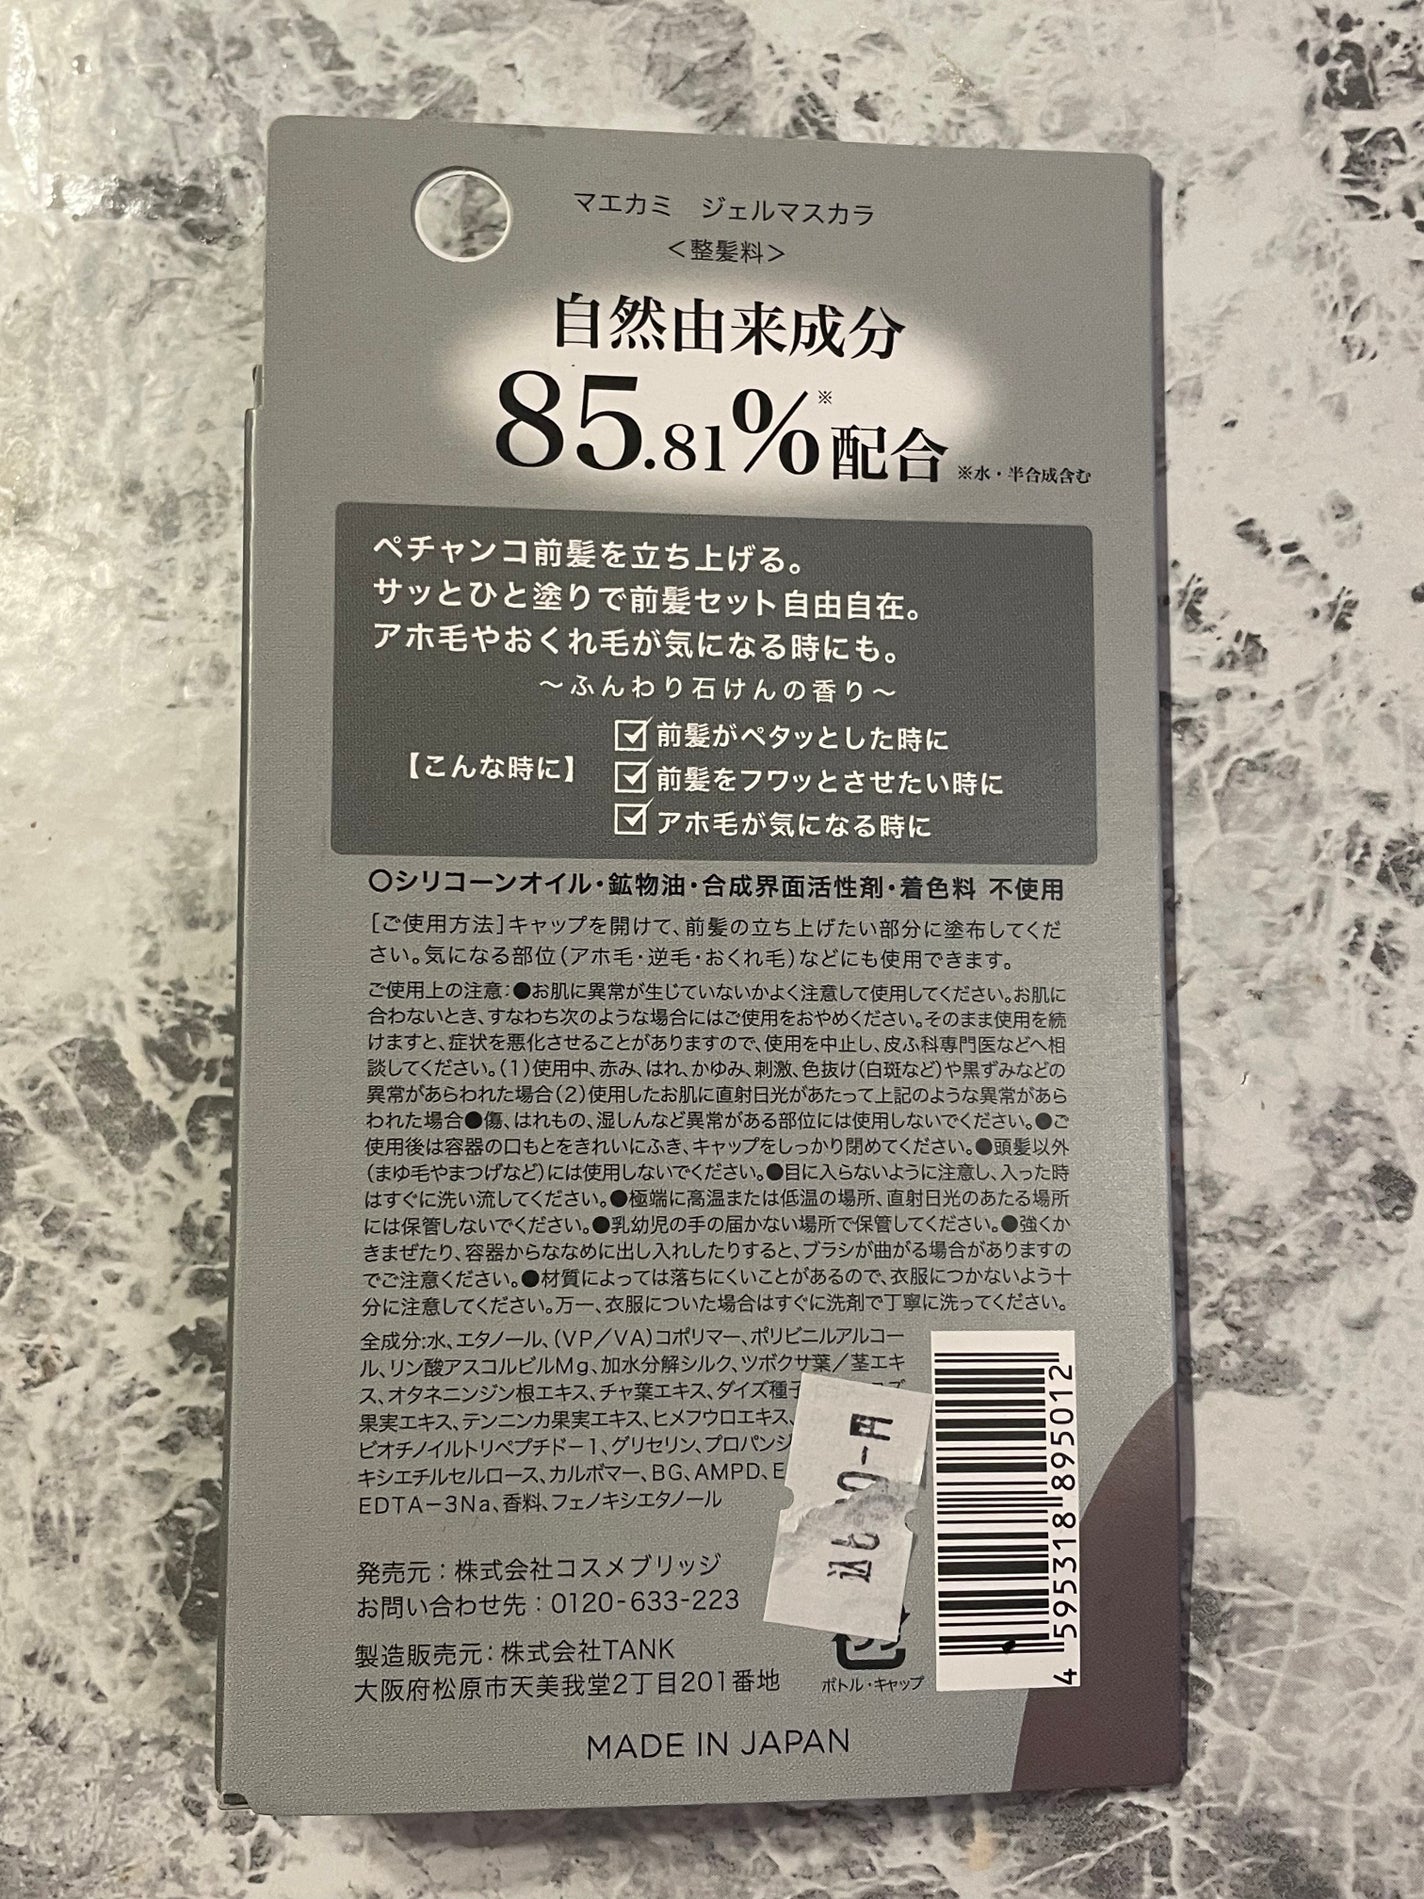 マエカミ ジェルマスカラ
＜整髪料＞
自然由来成分
85.81%※配合 ※水・半合成含む
ペチャンコ前髪を立ち上げる。
サッとひと塗りで前髪セット自由自在。
アホ毛やおくれ毛が気になる時にも。
～ふんわり石けんの香り～
【こんな時に】
前髪がペタッとした時に
前髪をフワッとさせたい時に
アホ毛が気になる時に
○シリコーンオイル・鉱物油・合成界面活性剤・着色料 不使用
［ご使用方法］キャップを開けて、前髪の立ち上げたい部分に塗布してくだ
さい。気になる部位（アホ毛・逆毛・おくれ毛）などにも使用できます。
ご使用上の注意：●お肌に異常が生じていないかよく注意して使用してください。お肌に
合わないとき、すなわち次のような場合にはご使用をおやめください。そのまま使用を続
けますと、症状を悪化させることがありますので、使用を中止し、皮ふ科専門医などへ相
談してください。（1）使用中、赤み、はれ、かゆみ、刺激、色抜け（白斑など）や黒ずみなどの
異常があらわれた場合（2）使用したお肌に直射日光があたって上記のような異常があら
われた場合●傷、はれもの、湿しんなど異常がある部位には使用しないでください。●ご
使用後は容器の口もとをきれいにふき、キャップをしっかり閉めてください。●頭髪以外
（まゆ毛やまつげなど）には使用しないでください。●目に入らないように注意し、入った時
はすぐに洗い流してください。●極端に高温または低温の場所、直射日光のあたる場所
には保管しないでください。●乳幼児の手の届かない場所で保管してください。●強くか
きまぜたり、容器からななめに出し入れしたりすると、ブラシが曲がる場合がありますの
でご注意ください。●材質によっては落ちにくいことがあるので、衣服につかないよう十
分に注意してください。万一、衣服についた場合はすぐに洗剤で丁寧に洗ってください。
全成分:水、エタノール、（VP／VA）コポリマー、ポリビニルアルコー
ル、リン酸アスコルビルMg、加水分解シルク、ツボクサ葉／茎エキ
ス、オタネニンジン根エキス、チャ葉エキス、ダイズ種子
果実エキス、テンニンカ果実エキス、ヒメフウロエキス、
ビオチノイルトリペプチド－1、グリセリン、プロパンジ
キシエチルセルロース、カルボマー、BG、AMPD、E
EDTA－3Na、香料、フェノキシエタノール
発売元：株式会社コスメブリッジ
お問い合わせ先：0120-633-223
製造販売元：株式会社TANK
大阪府松原市天美我堂2丁目201番地
ボトル・キャップ
4 595318 895012
MADE IN JAPAN